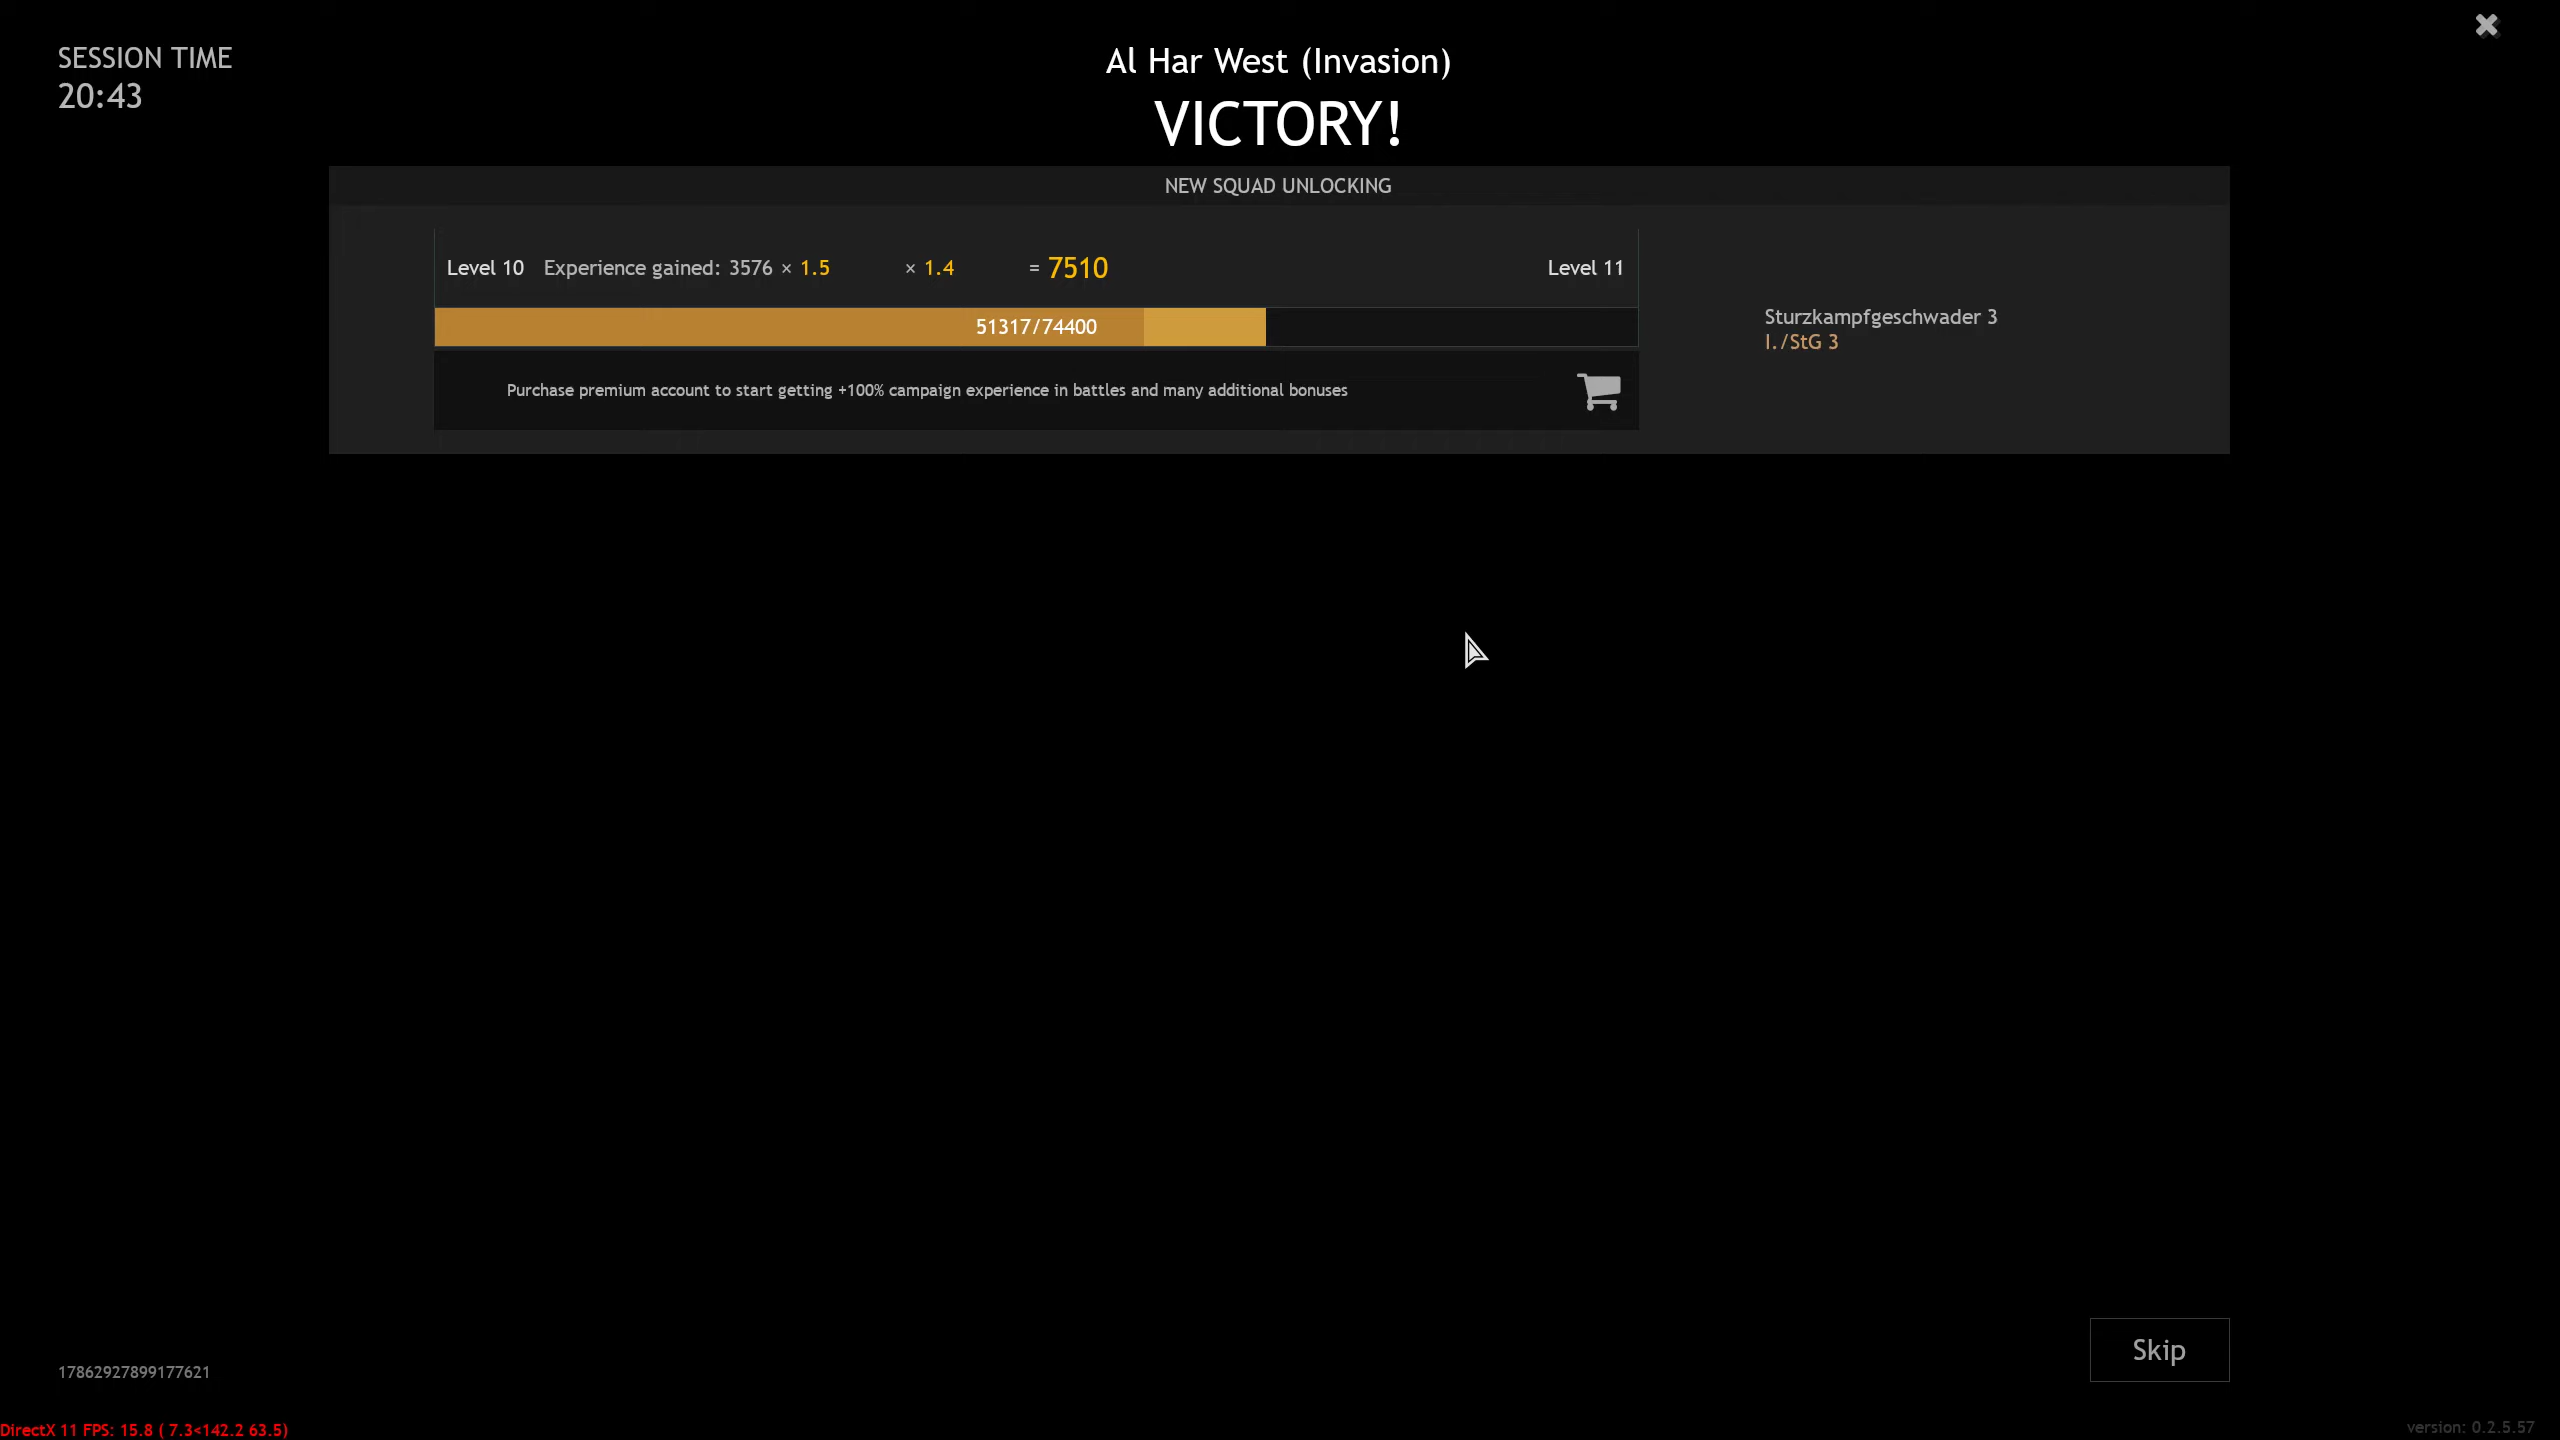 SESSION TIME
20:43
Al Har West (Invasion)
VICTORY!
NEW SQUAD UNLOCKING
Level 10 Experience gained: 3576 × 1.5 × 1.4 = 7510 Level 11
51317/74400
Sturzkampfgeschwader 3
I./StG 3
Purchase premium account to start getting +100% campaign experience in battles and many additional bonuses
Skip
17862927899177621
DirectX 11 FPS: 15.8 ( 7.3<142.2 63.5)
version: 0.2.5.57